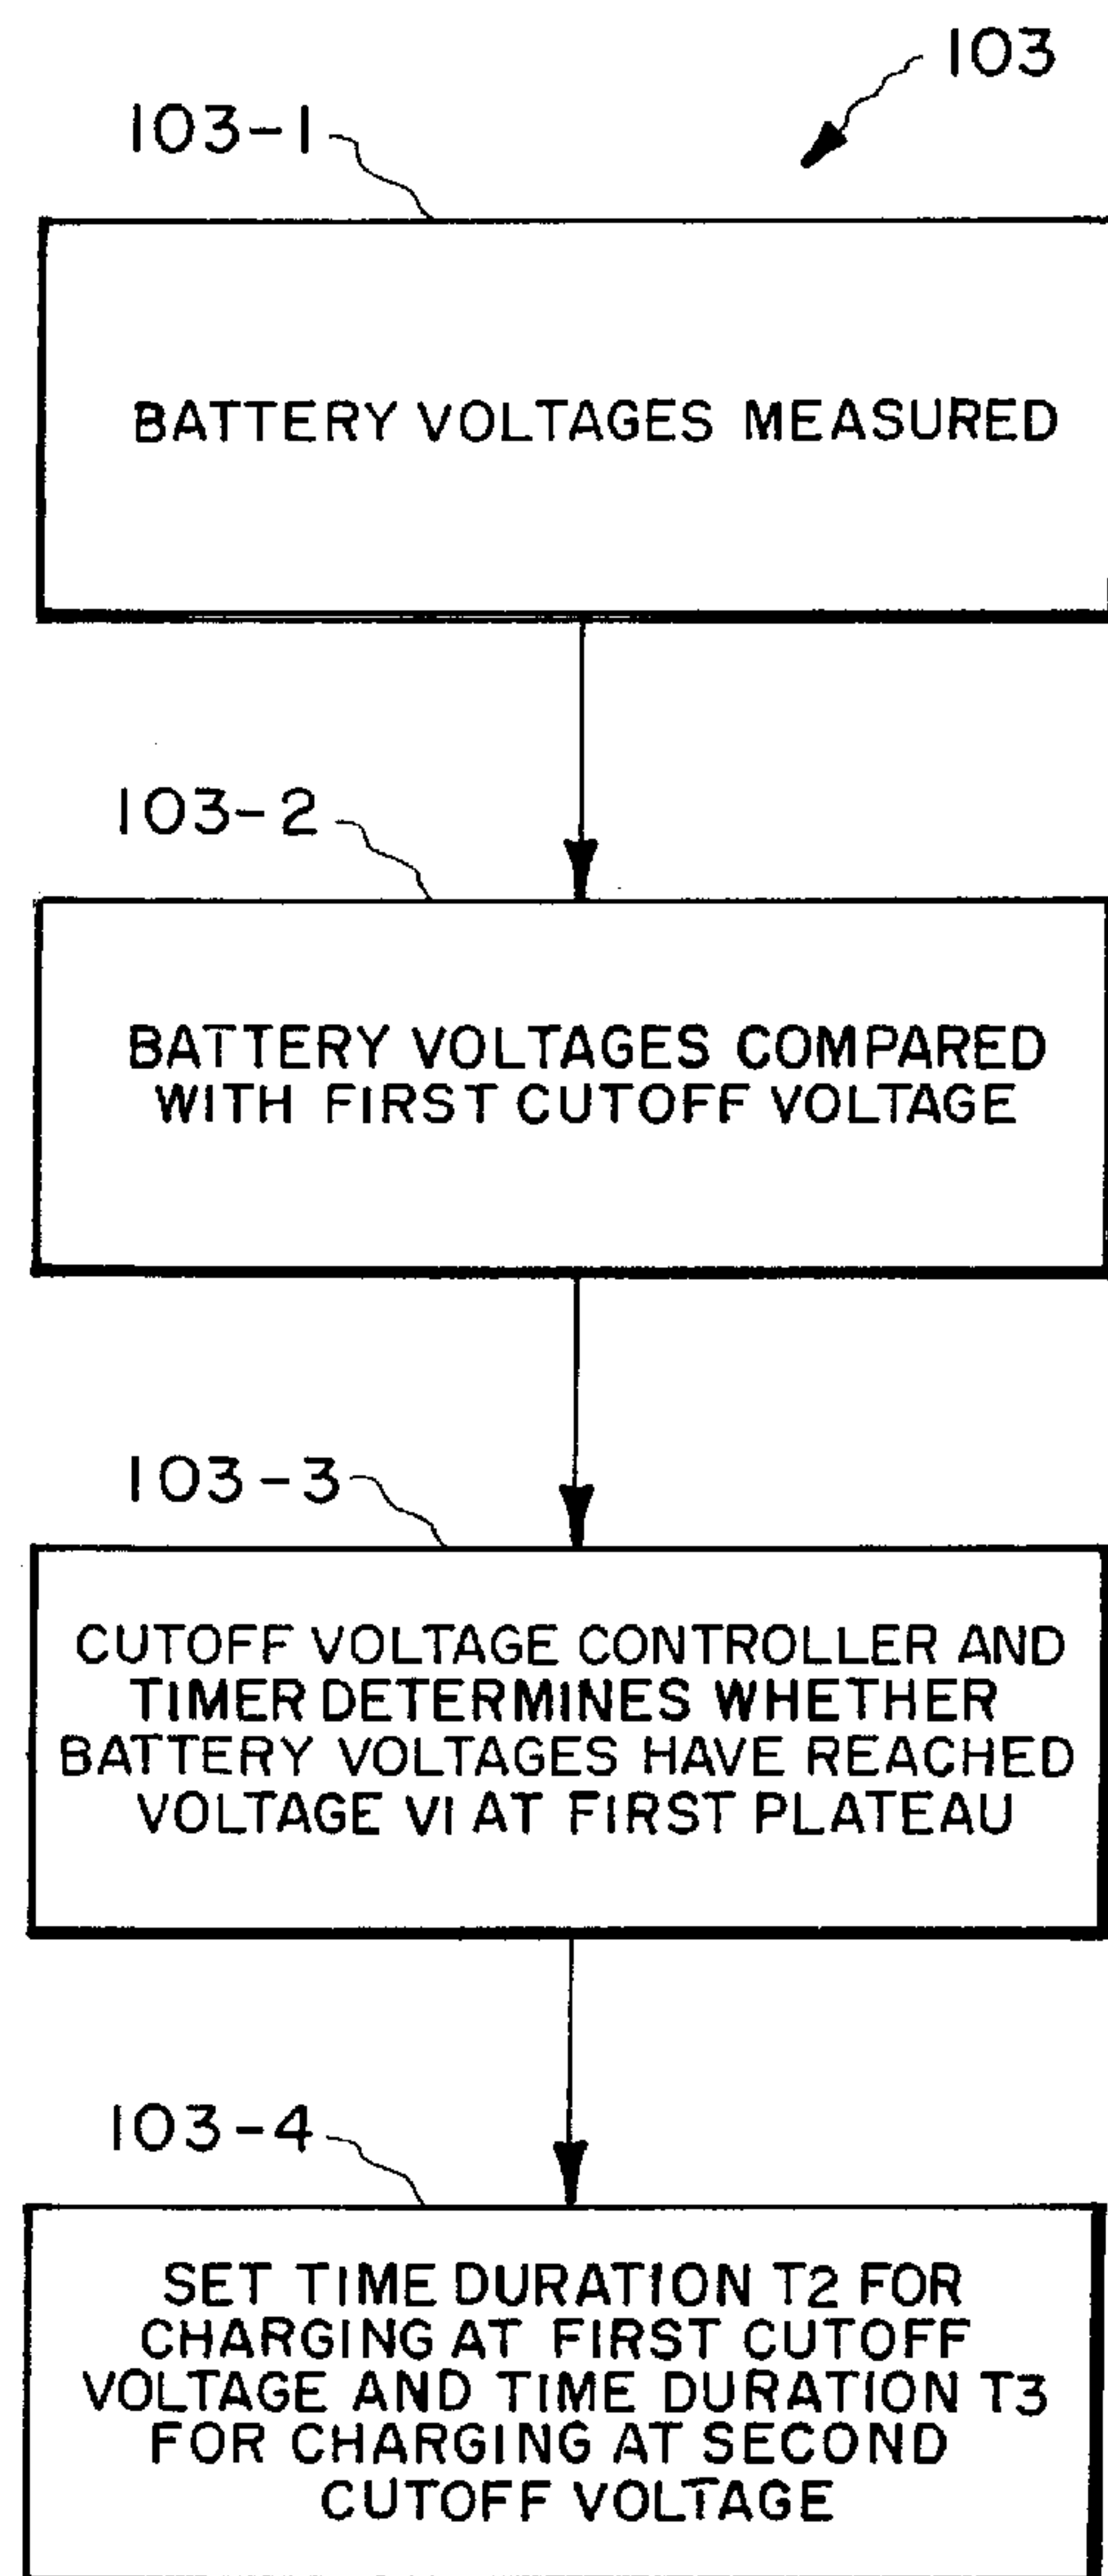 103
103-1
BATTERY VOLTAGES MEASURED
103-2
BATTERY VOLTAGES COMPARED
WITH FIRST CUTOFF VOLTAGE
103-3
CUTOFF VOLTAGE CONTROLLER AND
TIMER DETERMINES WHETHER
BATTERY VOLTAGES HAVE REACHED
VOLTAGE V1 AT FIRST PLATEAU
103-4
SET TIME DURATION T2 FOR
CHARGING AT FIRST CUTOFF
VOLTAGE AND TIME DURATION T3
FOR CHARGING AT SECOND
CUTOFF VOLTAGE